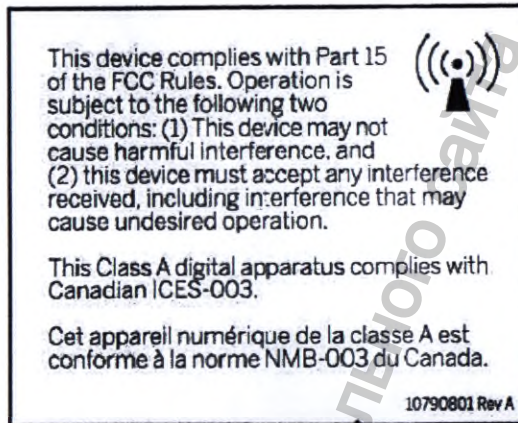 This device complies with Part 15
of the FCC Rules. Operation is
subject to the following two
conditions: (1) This device may not
cause harmful interference, and
(2) this device must accept any interference
received, including interference that may
cause undesired operation.
This Class A digital apparatus complies with
Canadian ICES-003.
Cet appareil numérique de la classe A est
conforme à la norme NMB-003 du Canada.
10790801 Rev A
льного сайта